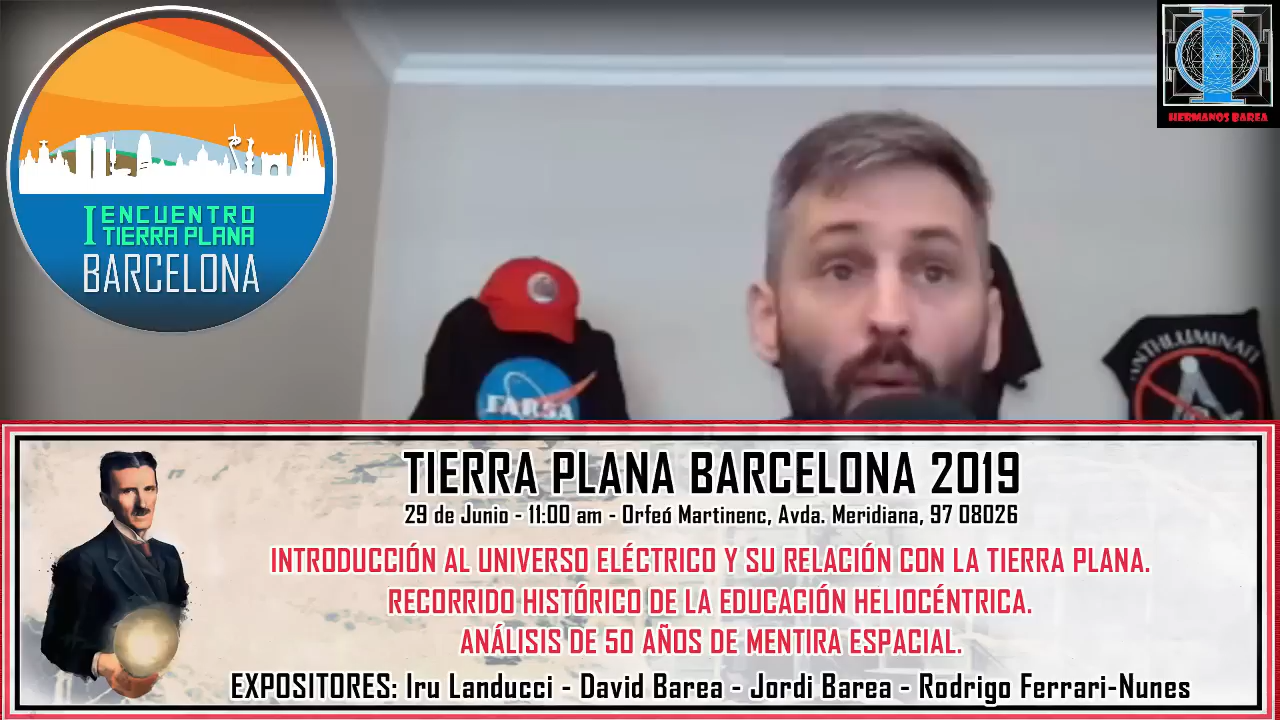 I ENCUENTRO
TIERRA PLANA
BARCELONA
HERMANOS BAREA
FARSA
ANTIILLUMINATI
TIERRA PLANA BARCELONA 2019
29 de Junio - 11:00 am - Orfeó Martinenc, Avda. Meridiana, 97 08026
INTRODUCCIÓN AL UNIVERSO ELÉCTRICO Y SU RELACIÓN CON LA TIERRA PLANA.
RECORRIDO HISTÓRICO DE LA EDUCACIÓN HELIOCÉNTRICA.
ANÁLISIS DE 50 AÑOS DE MENTIRA ESPACIAL.
EXPOSITORES: Iru Landucci - David Barea - Jordi Barea - Rodrigo Ferrari-Nunes